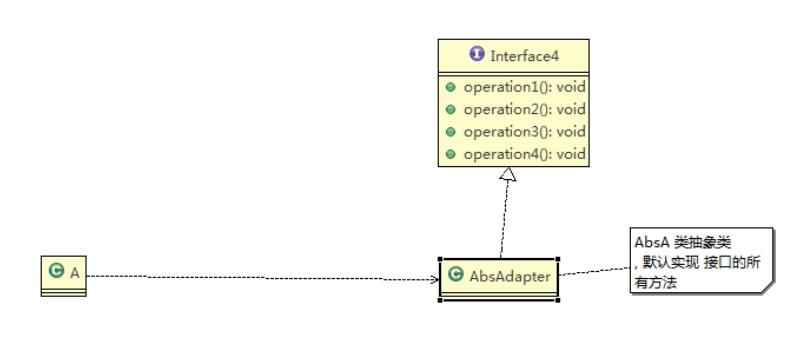 Interface4
operation1(): void
operation2(): void
operation3(): void
operation4(): void
A
AbsAdapter
AbsA 类抽象类
, 默认实现 接口的所
有方法